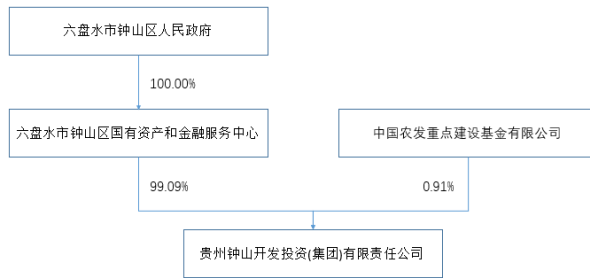 六盘水市钟山区人民政府
100.00%
六盘水市钟山区国有资产和金融服务中心
中国农发重点建设基金有限公司
99.09%
0.91%
贵州钟山开发投资(集团)有限责任公司